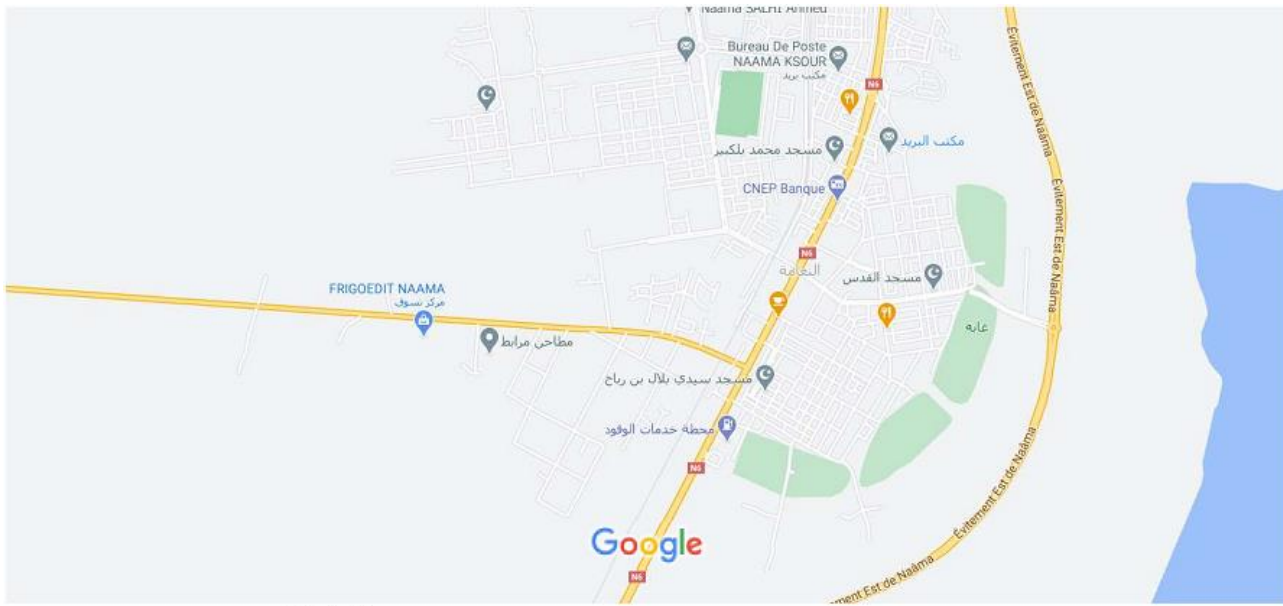 Naama SALHI Ahmed
Bureau De Poste
NAAMA KSOUR
مكتب بريد
N6
Évitement Est de Naâma
مسجد محمد بلكبير
مكتب البريد
CNEP Banque
Évitement Est de Naâma
N6
النعامة
مسجد القدس
FRIGOEDIT NAAMA
مركز تسوق
غابة
مطاحن مرابط
مسجد سيدي بلال بن رباح
محطة خدمات الوقود
N6
Évitement Est de Naâma
Google
N6
Évitement Est de Naâma